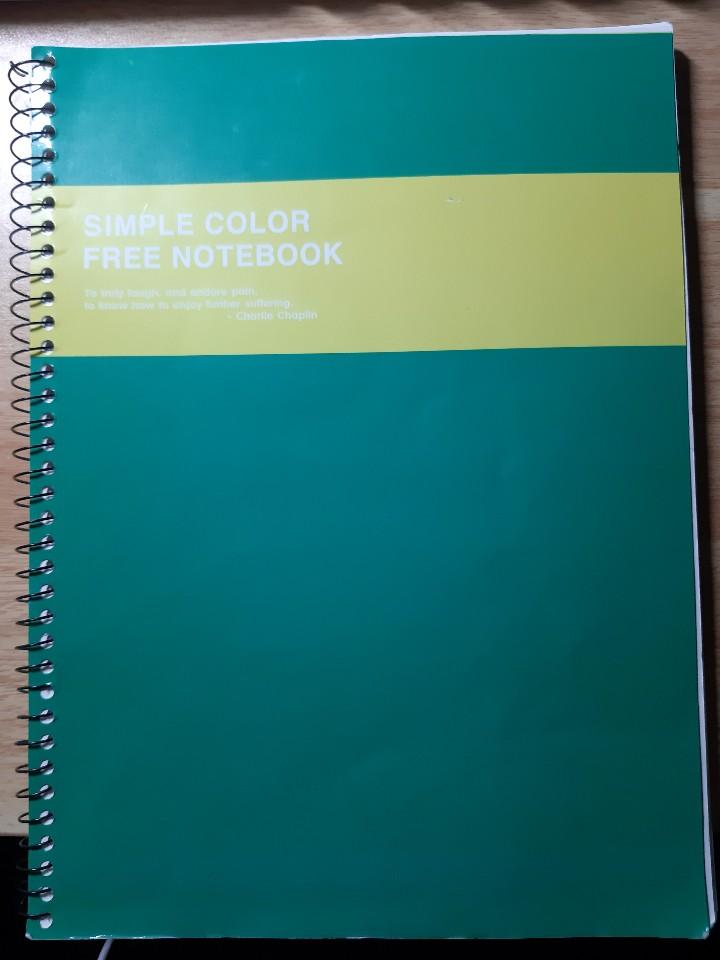 SIMPLE COLOR
FREE NOTEBOOK
To truly laugh, and endure pain,
to know how to enjoy further suffering.
- Charlie Chaplin